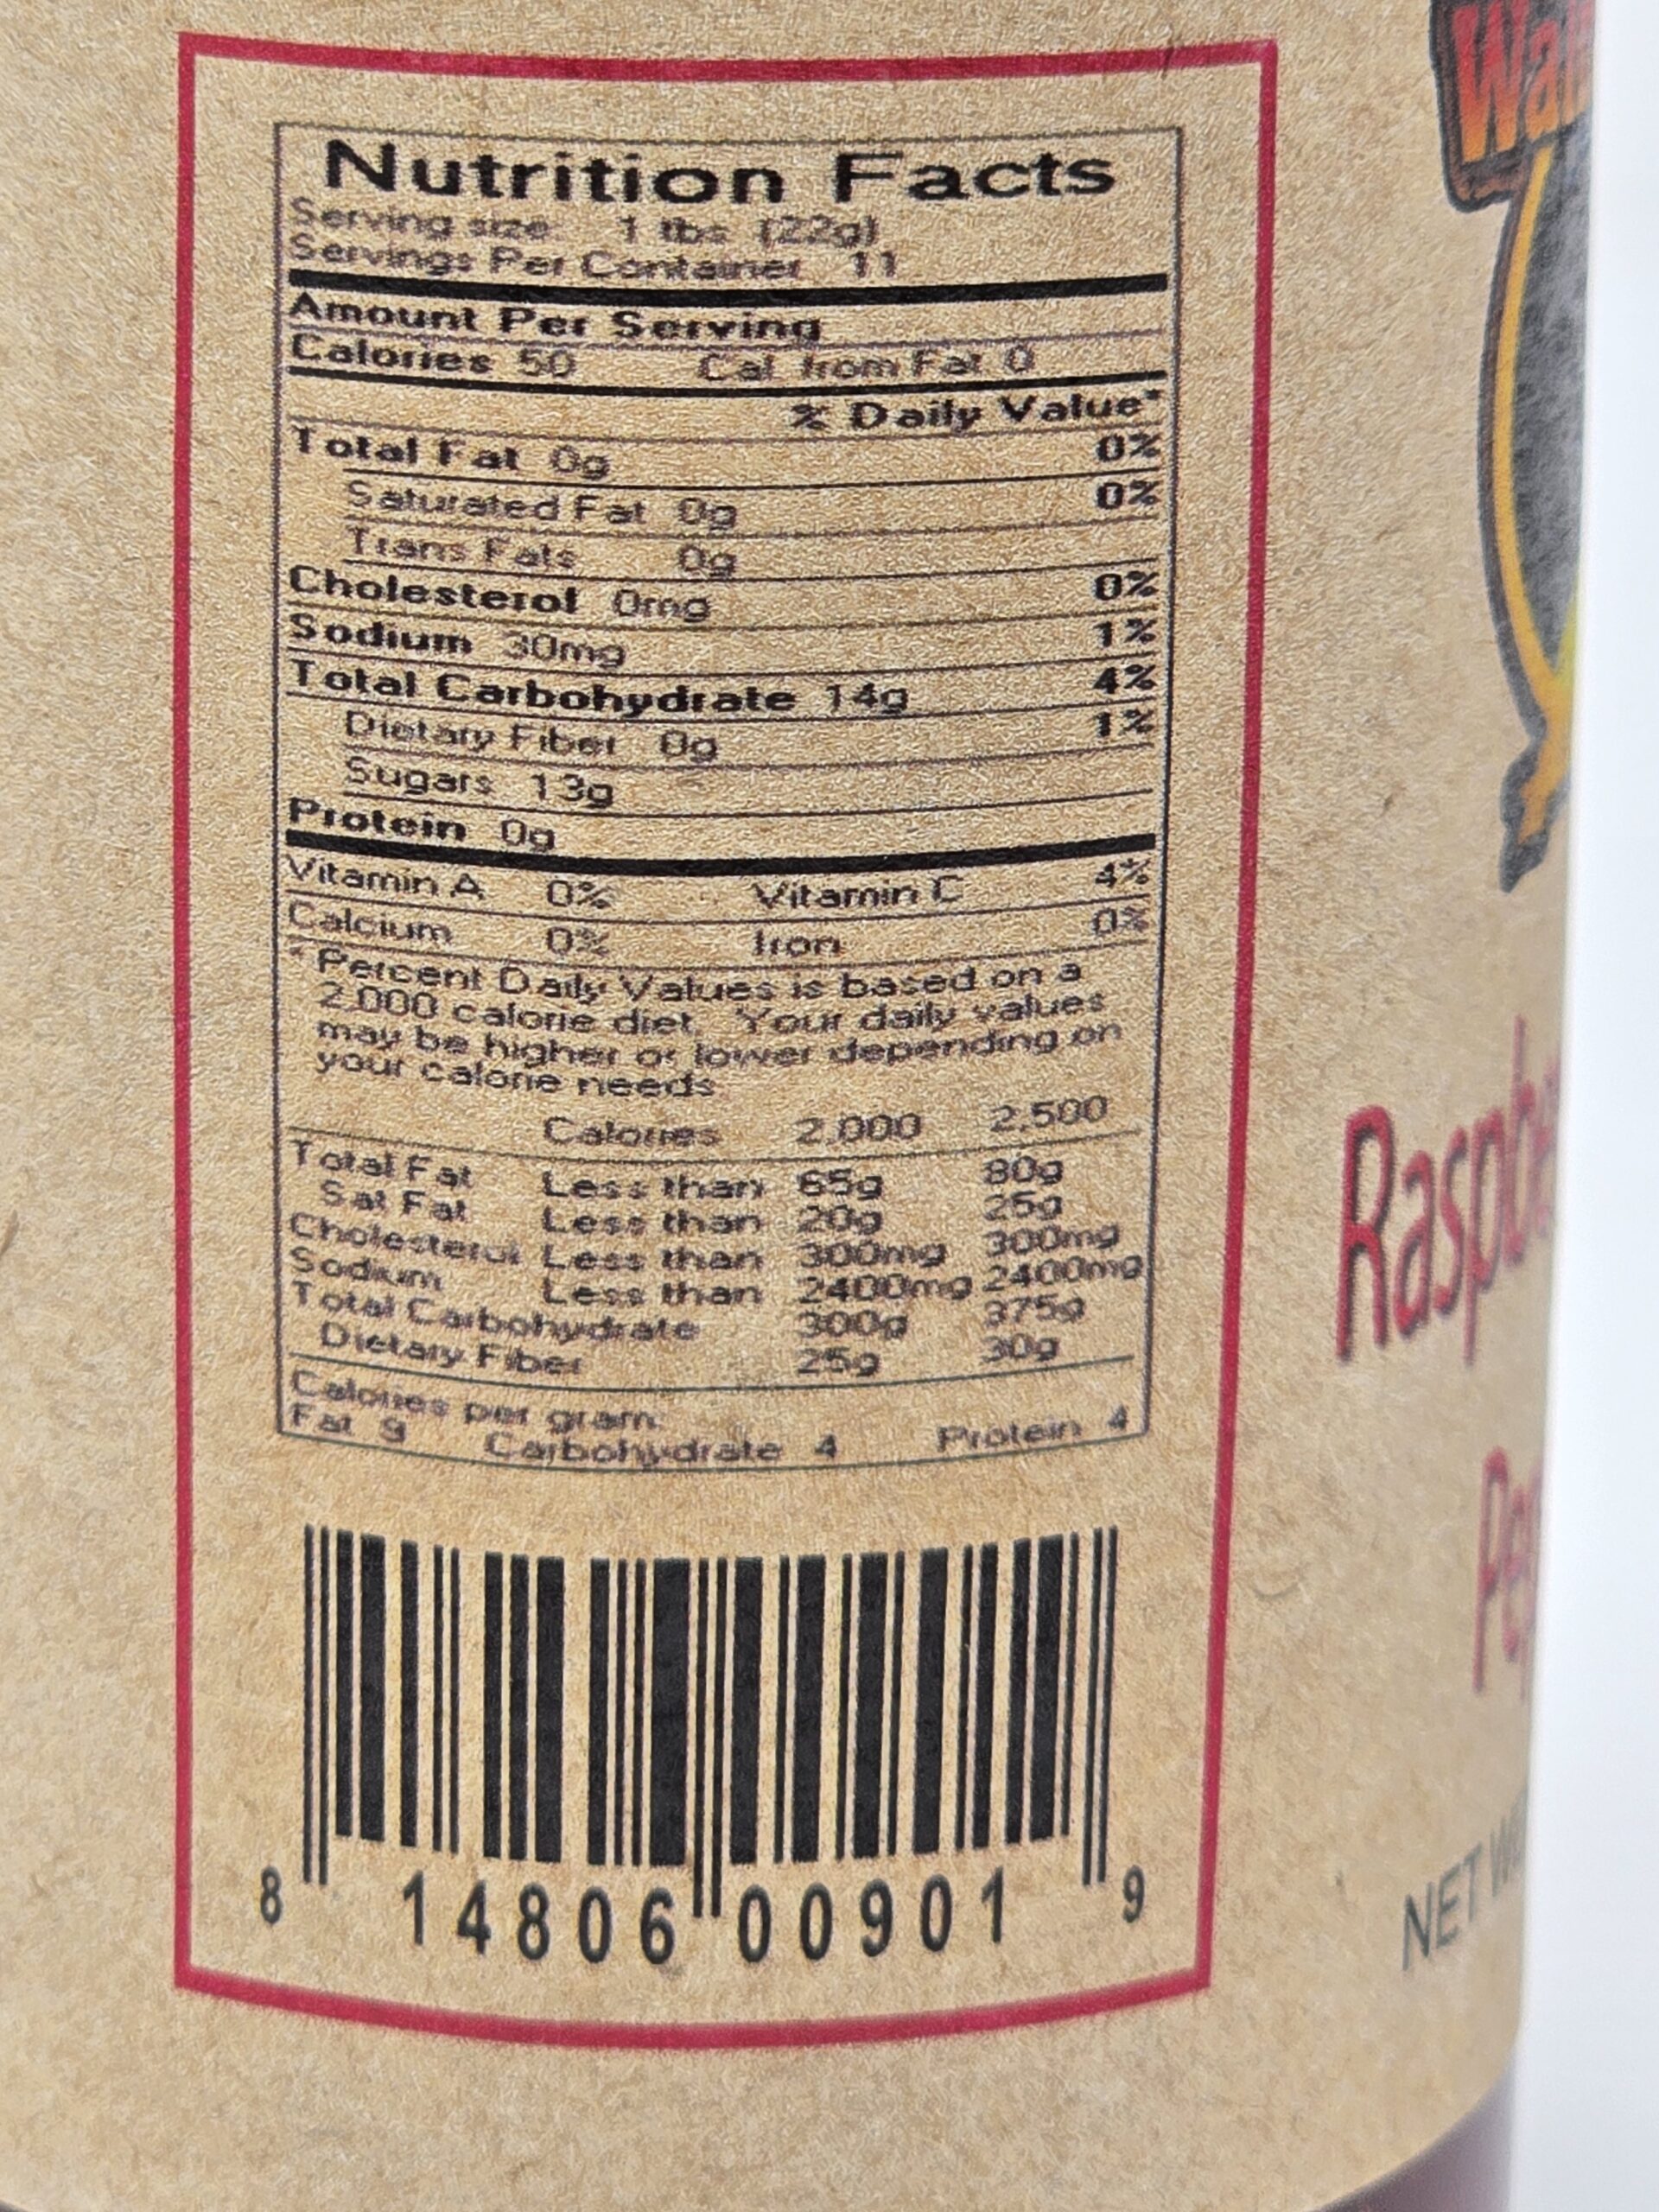 Nutrition Facts
Serving size: 1 tbs (22g)
Servings Per Container 11
Amount Per Serving
Calories 50 Cal from Fat 0
% Daily Value*
Total Fat 0g 0%
Saturated Fat 0g 0%
Trans Fats 0g
Cholesterol 0mg 0%
Sodium 30mg 1%
Total Carbohydrate 14g 4%
Dietary Fiber 0g 1%
Sugars 13g
Protein 0g
Vitamin A 0% Vitamin C 4%
Calcium 0% Iron 0%
* Percent Daily Values is based on a
2,000 calorie diet. Your daily values
may be higher or lower depending on
your calorie needs
Calories 2,000 2,500
Total Fat Less than 65g 80g
Sat Fat Less than 20g 25g
Cholesterol Less than 300mg 300mg
Sodium Less than 2400mg 2400mg
Total Carbohydrate 300g 375g
Dietary Fiber 25g 30g
Calories per gram:
Fat 9 Carbohydrate 4 Protein 4
8 14806 00901 9
NET